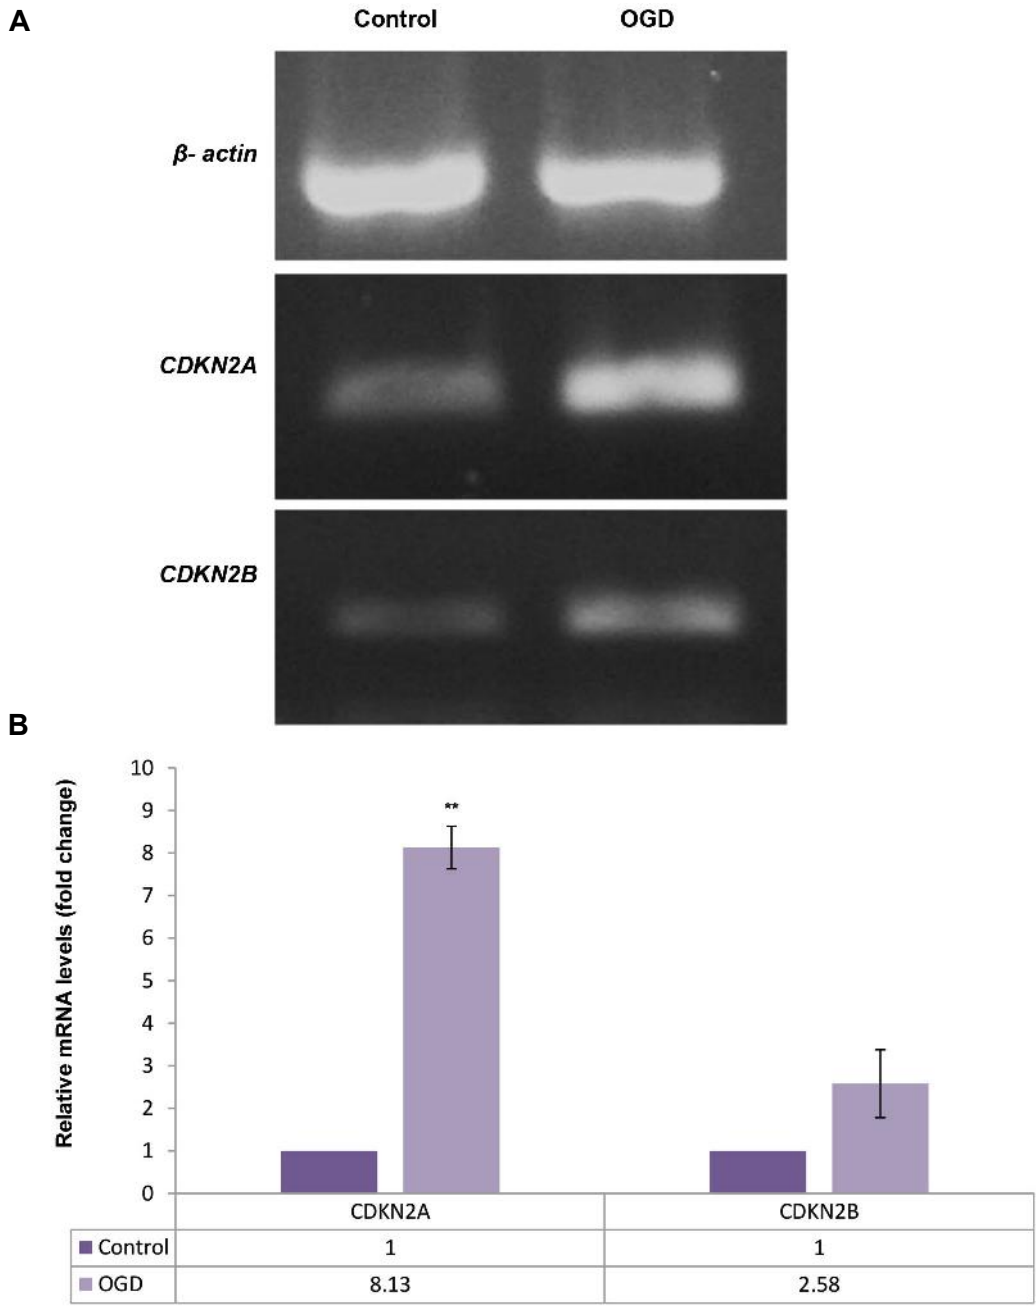 A
Control OGD
β- actin
CDKN2A
CDKN2B
B
Relative mRNA levels (fold change)
10
9
**
8
7
6
5
4
3
2
1
0
CDKN2A CDKN2B
Control 1 1
OGD 8.13 2.58